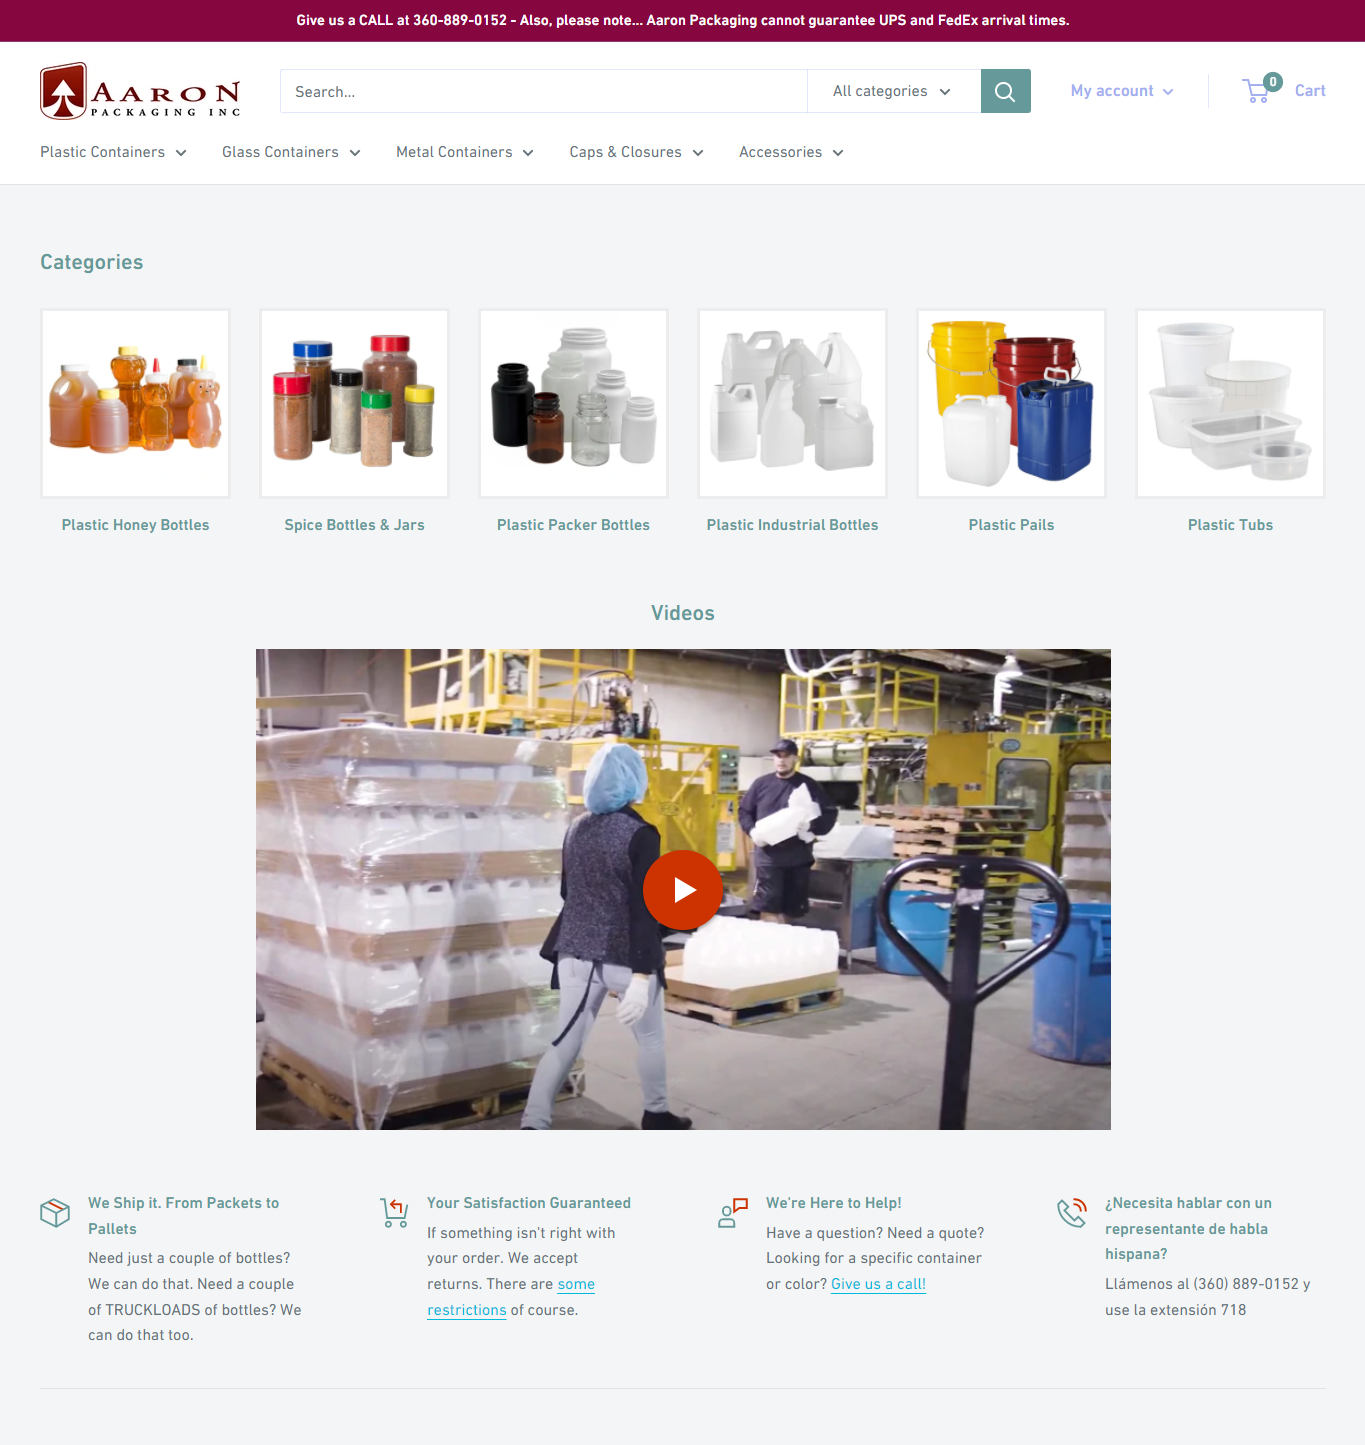 Give us a CALL at 360-889-0152 - Also, please note... Aaron Packaging cannot guarantee UPS and FedEx arrival times.
AARON
PACKAGING INC
Search...
All categories
My account
0
Cart
Plastic Containers
Glass Containers
Metal Containers
Caps & Closures
Accessories
Categories
Plastic Honey Bottles
Spice Bottles & Jars
Plastic Packer Bottles
Plastic Industrial Bottles
Plastic Pails
Plastic Tubs
Videos
We Ship it. From Packets to
Pallets
Need just a couple of bottles?
We can do that. Need a couple
of TRUCKLOADS of bottles? We
can do that too.
Your Satisfaction Guaranteed
If something isn't right with
your order. We accept
returns. There are some
restrictions of course.
We're Here to Help!
Have a question? Need a quote?
Looking for a specific container
or color? Give us a call!
¿Necesita hablar con un
representante de habla
hispana?
Llámenos al (360) 889-0152 y
use la extensión 718